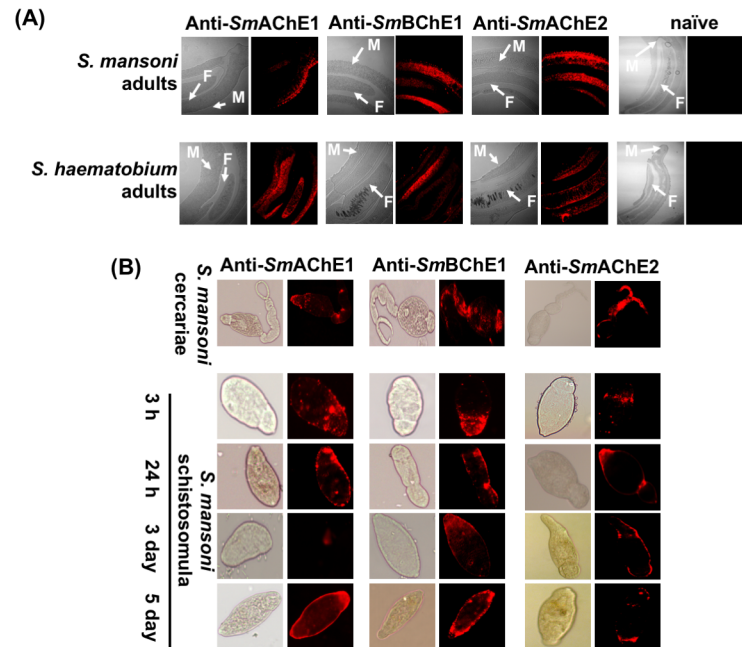 (A)
Anti-SmAChE1 Anti-SmBChE1 Anti-SmAChE2 naïve
S. mansoni
adults
F M M F M F M F
S. haematobium
adults
M F M F M F M F
(B)
Anti-SmAChE1 Anti-SmBChE1 Anti-SmAChE2
S. mansoni
cercariae
3 h
24 h
3 day
5 day
S. mansoni
schistosomula